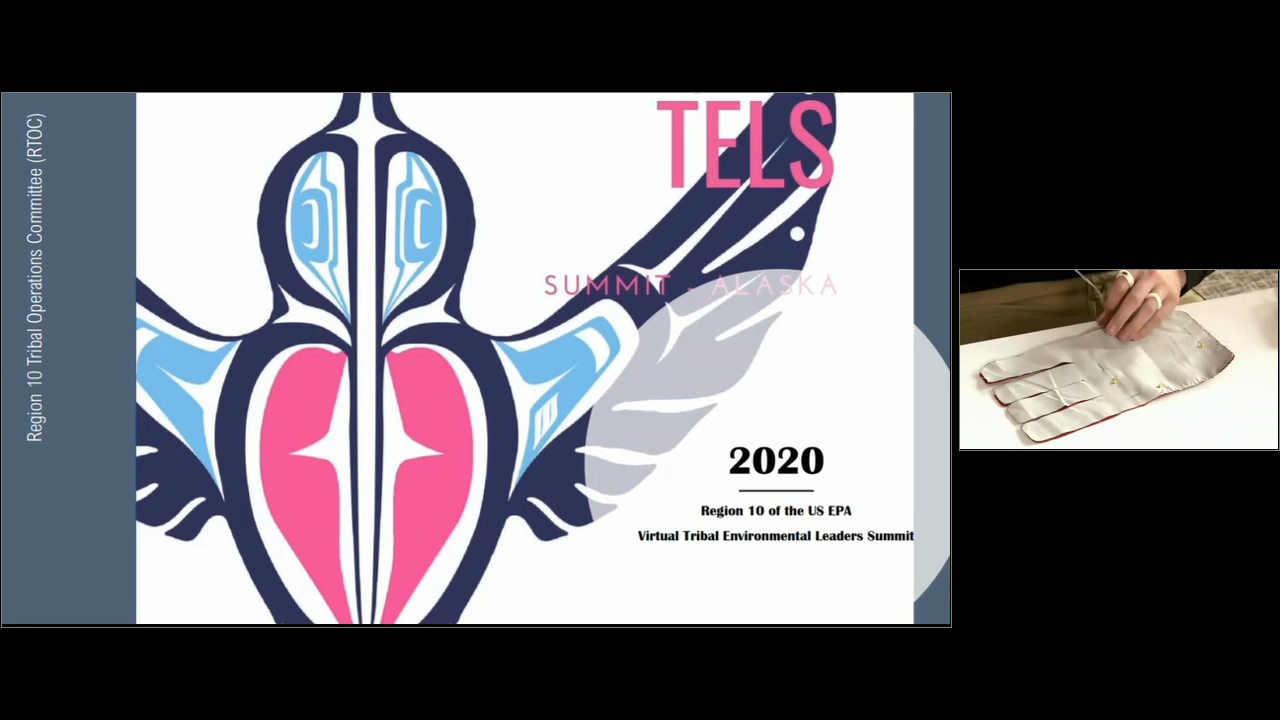 Region 10 Tribal Operations Committee (RTOC)
TELS
SUMMIT - ALASKA
2020
Region 10 of the US EPA
Virtual Tribal Environmental Leaders Summit